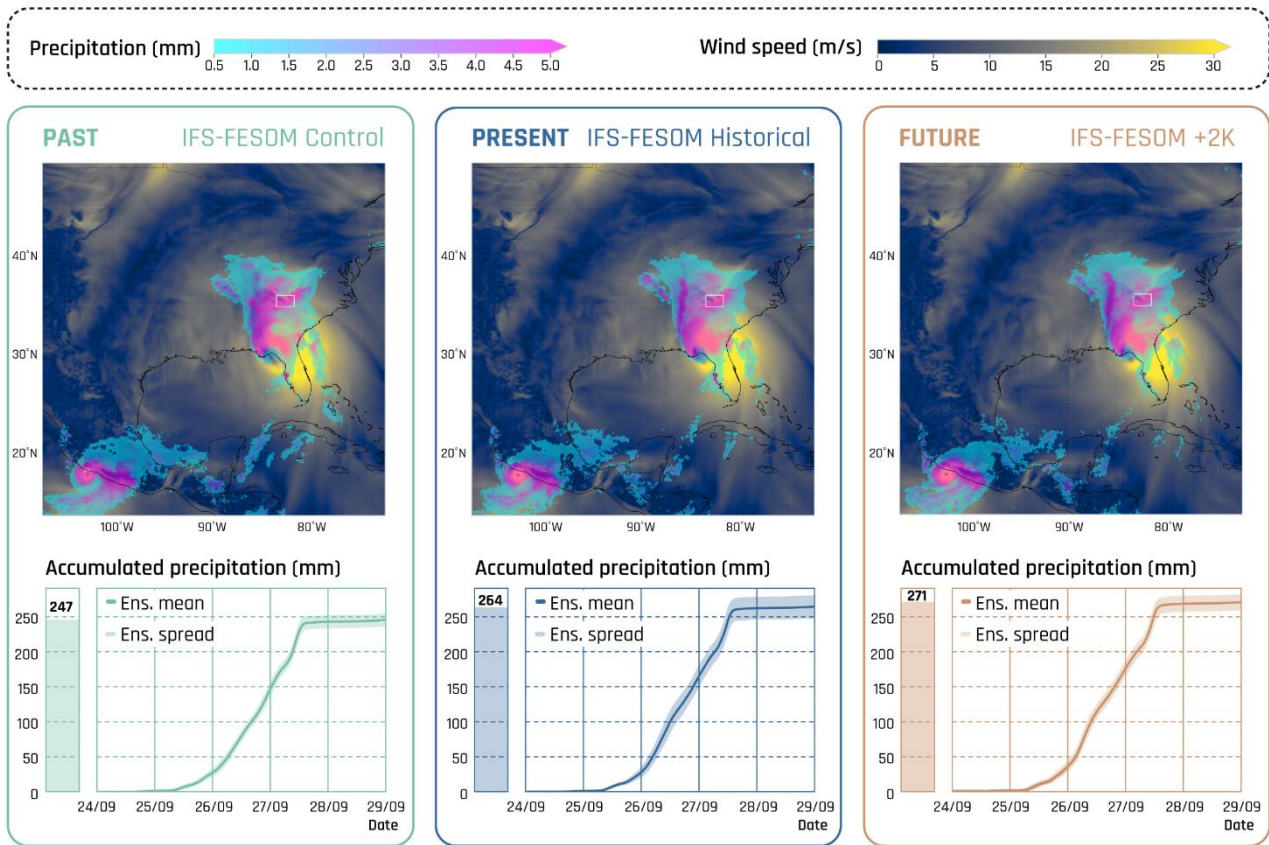 Precipitation (mm)
0.5 1.0 1.5 2.0 2.5 3.0 3.5 4.0 4.5 5.0
Wind speed (m/s)
0 5 10 15 20 25 30
PAST IFS-FESOM Control
40°N
30°N
20°N
100°W 90°W 80°W
Accumulated precipitation (mm)
247
250
200
150
100
50
0
Ens. mean
Ens. spread
24/09 25/09 26/09 27/09 28/09 29/09
Date
PRESENT IFS-FESOM Historical
40°N
30°N
20°N
100°W 90°W 80°W
Accumulated precipitation (mm)
264
250
200
150
100
50
0
Ens. mean
Ens. spread
24/09 25/09 26/09 27/09 28/09 29/09
Date
FUTURE IFS-FESOM +2K
40°N
30°N
20°N
100°W 90°W 80°W
Accumulated precipitation (mm)
271
250
200
150
100
50
0
Ens. mean
Ens. spread
24/09 25/09 26/09 27/09 28/09 29/09
Date